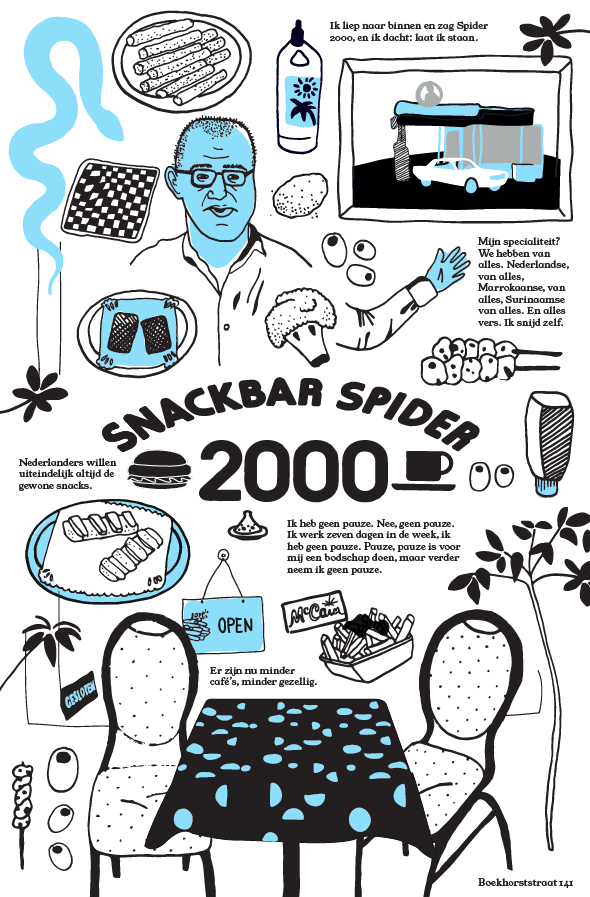 Ik liep naar binnen en zag Spider
2000, en ik dacht: laat ik staan.
Mijn specialiteit?
We hebben van
alles. Nederlandse,
van alles,
Marrokaanse, van
alles, Surinaamse
van alles. En alles
vers. Ik snijd zelf.
SNACKBAR SPIDER
2000
Nederlanders willen
uiteindelijk altijd de
gewone snacks.
Ik heb geen pauze. Nee, geen pauze.
Ik werk zeven dagen in de week, ik
heb geen pauze. Pauze, pauze is voor
mij een bodschap doen, maar verder
neem ik geen pauze.
OPEN
McCain
Er zijn nu minder
café's, minder gezellig.
GESLOTEN
Boekhorststraat 141